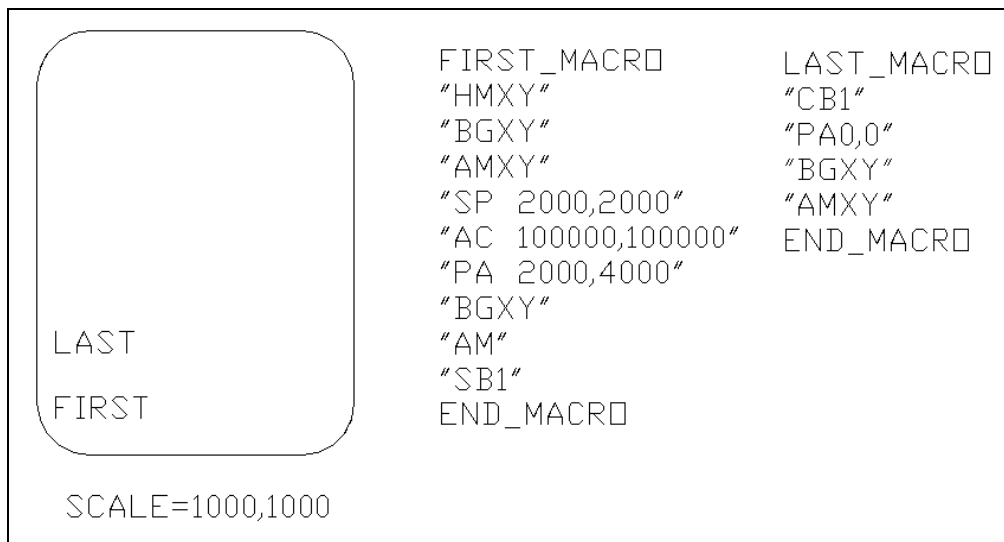 LAST
FIRST
SCALE=1000,1000
FIRST_MACRO
"HMXY"
"BGXY"
"AMXY"
"SP 2000,2000"
"AC 100000,100000"
"PA 2000,4000"
"BGXY"
"AM"
"SB1"
END_MACRO
LAST_MACRO
"CB1"
"PA0,0"
"BGXY"
"AMXY"
END_MACRO